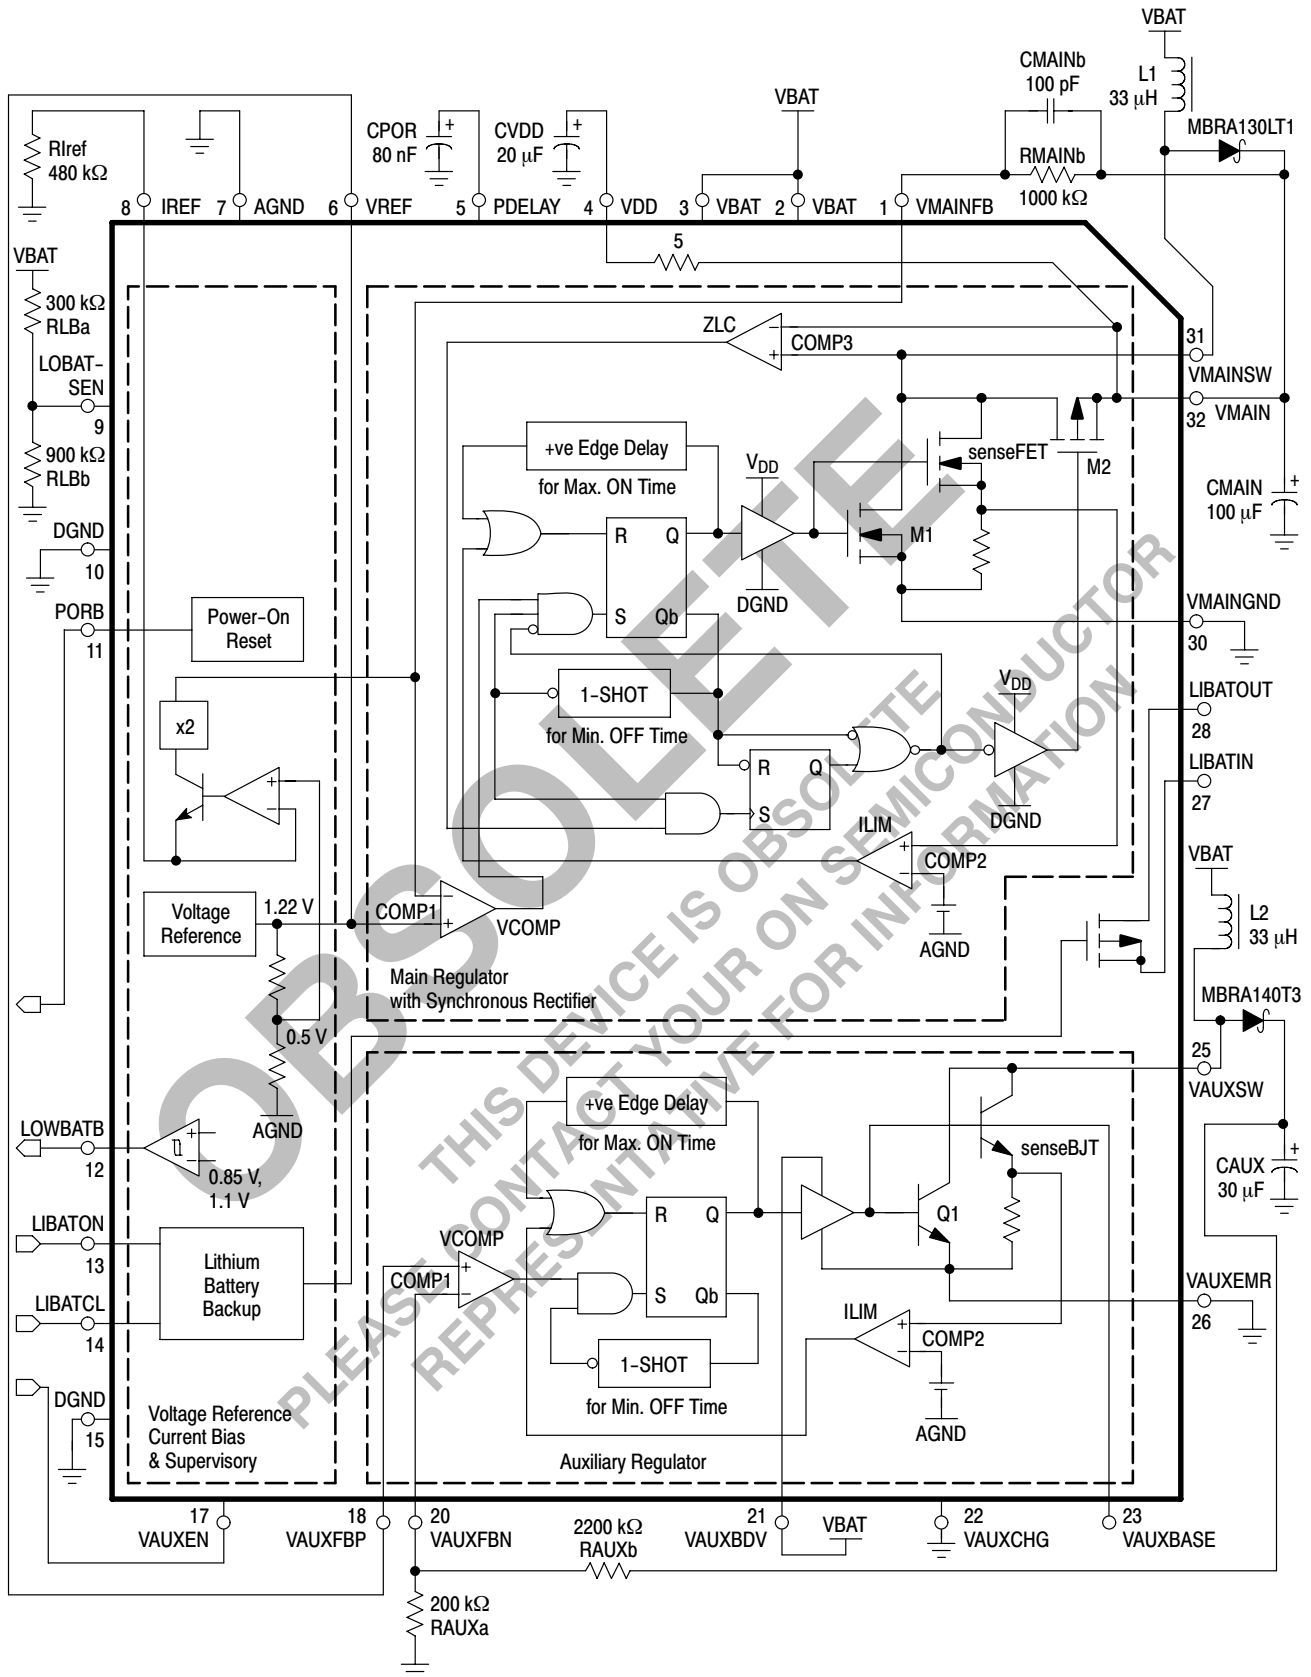 VBAT
CMAINb
100 pF
L1
33 μH
VBAT
MBRA130LT1
CPOR
80 nF
CVDD
20 μF
RIref
480 kΩ
RMAINb
1000 kΩ
8 IREF
7 AGND
6 VREF
5 PDELAY
4 VDD
3 VBAT
2 VBAT
1 VMAINFB
5
VBAT
300 kΩ
RLBa
LOBAT-
SEN
9
900 kΩ
RLBb
DGND
10
PORB
11
Power-On
Reset
x2
Voltage
Reference
1.22 V
0.5 V
AGND
LOWBATB
12
0.85 V,
1.1 V
LIBATON
13
LIBATCL
14
Lithium
Battery
Backup
DGND
15
Voltage Reference
Current Bias
& Supervisory
ZLC
COMP3
+
31
VMAINSW
32
VMAIN
+ve Edge Delay
for Max. ON Time
VDD
senseFET
M2
M1
CMAIN
100 μF
+
R Q
S Qb
DGND
VMAINGND
30
1-SHOT
for Min. OFF Time
VDD
LIBATOUT
28
LIBATIN
27
R Q
S
DGND
ILIM
COMP2
AGND
COMP1
VCOMP
Main Regulator
with Synchronous Rectifier
VBAT
L2
33 μH
MBRA140T3
25
VAUXSW
+ve Edge Delay
for Max. ON Time
senseBJT
CAUX
30 μF
+
R Q
S Qb
Q1
VCOMP
COMP1
VAUXEMR
26
1-SHOT
for Min. OFF Time
ILIM
COMP2
AGND
Auxiliary Regulator
17
VAUXEN
18
VAUXFBP
20
VAUXFBN
2200 kΩ
RAUXb
21
VAUXBDV
VBAT
22
VAUXCHG
23
VAUXBASE
200 kΩ
RAUXa
OBSOLETE
THIS DEVICE IS OBSOLETE
PLEASE CONTACT YOUR ON SEMICONDUCTOR
REPRESENTATIVE FOR INFORMATION